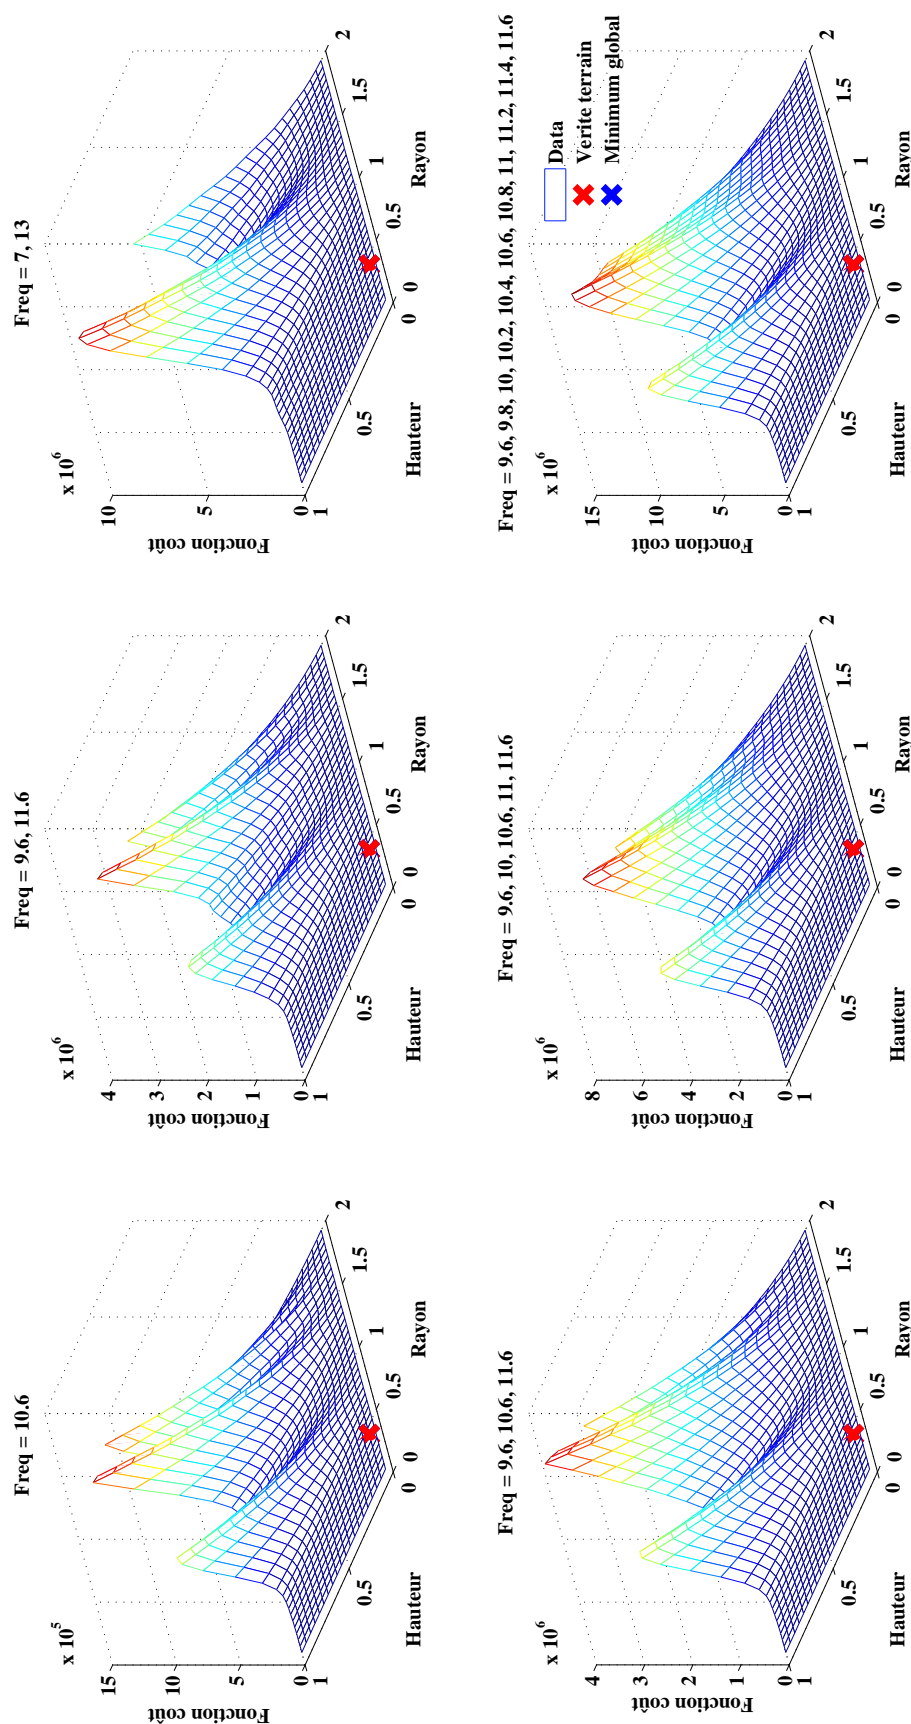 Freq = 10.6
x 10^5
15
10
5
0
Fonction coût
1
0.5
0
Hauteur
0
0.5
1
1.5
2
Rayon
Freq = 9.6, 11.6
x 10^6
4
3
2
1
0
Fonction coût
1
0.5
0
Hauteur
0
0.5
1
1.5
2
Rayon
Freq = 7, 13
x 10^6
10
5
0
Fonction coût
1
0.5
0
Hauteur
0
0.5
1
1.5
2
Rayon
Freq = 9.6, 10.6, 11.6
x 10^6
4
3
2
1
0
Fonction coût
1
0.5
0
Hauteur
0
0.5
1
1.5
2
Rayon
Freq = 9.6, 10, 10.6, 11, 11.6
x 10^6
8
6
4
2
0
Fonction coût
1
0.5
0
Hauteur
0
0.5
1
1.5
2
Rayon
Freq = 9.6, 9.8, 10, 10.2, 10.4, 10.6, 10.8, 11, 11.2, 11.4, 11.6
x 10^6
15
10
5
0
Fonction coût
1
0.5
0
Hauteur
0
0.5
1
1.5
2
Rayon
Data
Verite terrain
Minimum global